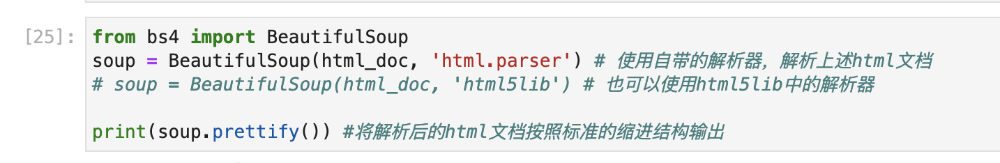 [25]: from bs4 import BeautifulSoup
soup = BeautifulSoup(html_doc, 'html.parser') # 使用自带的解析器，解析上述html文档
# soup = BeautifulSoup(html_doc, 'html5lib') # 也可以使用html5lib中的解析器
print(soup.prettify()) #将解析后的html文档按照标准的缩进结构输出